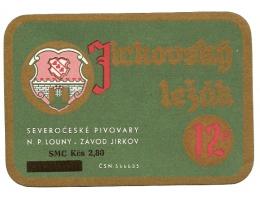 Jirkovský
ležák
12°
SEVEROČESKÉ PIVOVARY
N. P. LOUNY - ZÁVOD JIRKOV
SMC Kčs 2,80
ČSN 566635